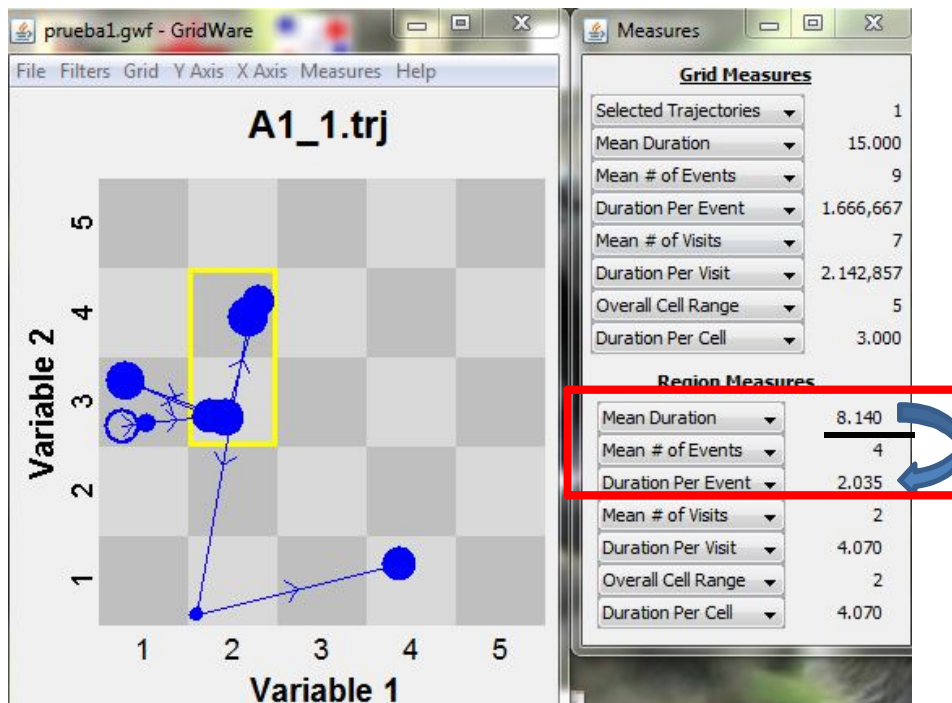 prueba1.gwf - GridWare
File Filters Grid Y Axis X Axis Measures Help
A1_1.trj
5
4
3
2
1
Variable 2
1 2 3 4 5
Variable 1
Measures
Grid Measures
Selected Trajectories 1
Mean Duration 15.000
Mean # of Events 9
Duration Per Event 1.666,667
Mean # of Visits 7
Duration Per Visit 2.142,857
Overall Cell Range 5
Duration Per Cell 3.000
Region Measures
Mean Duration 8.140
Mean # of Events 4
Duration Per Event 2.035
Mean # of Visits 2
Duration Per Visit 4.070
Overall Cell Range 2
Duration Per Cell 4.070